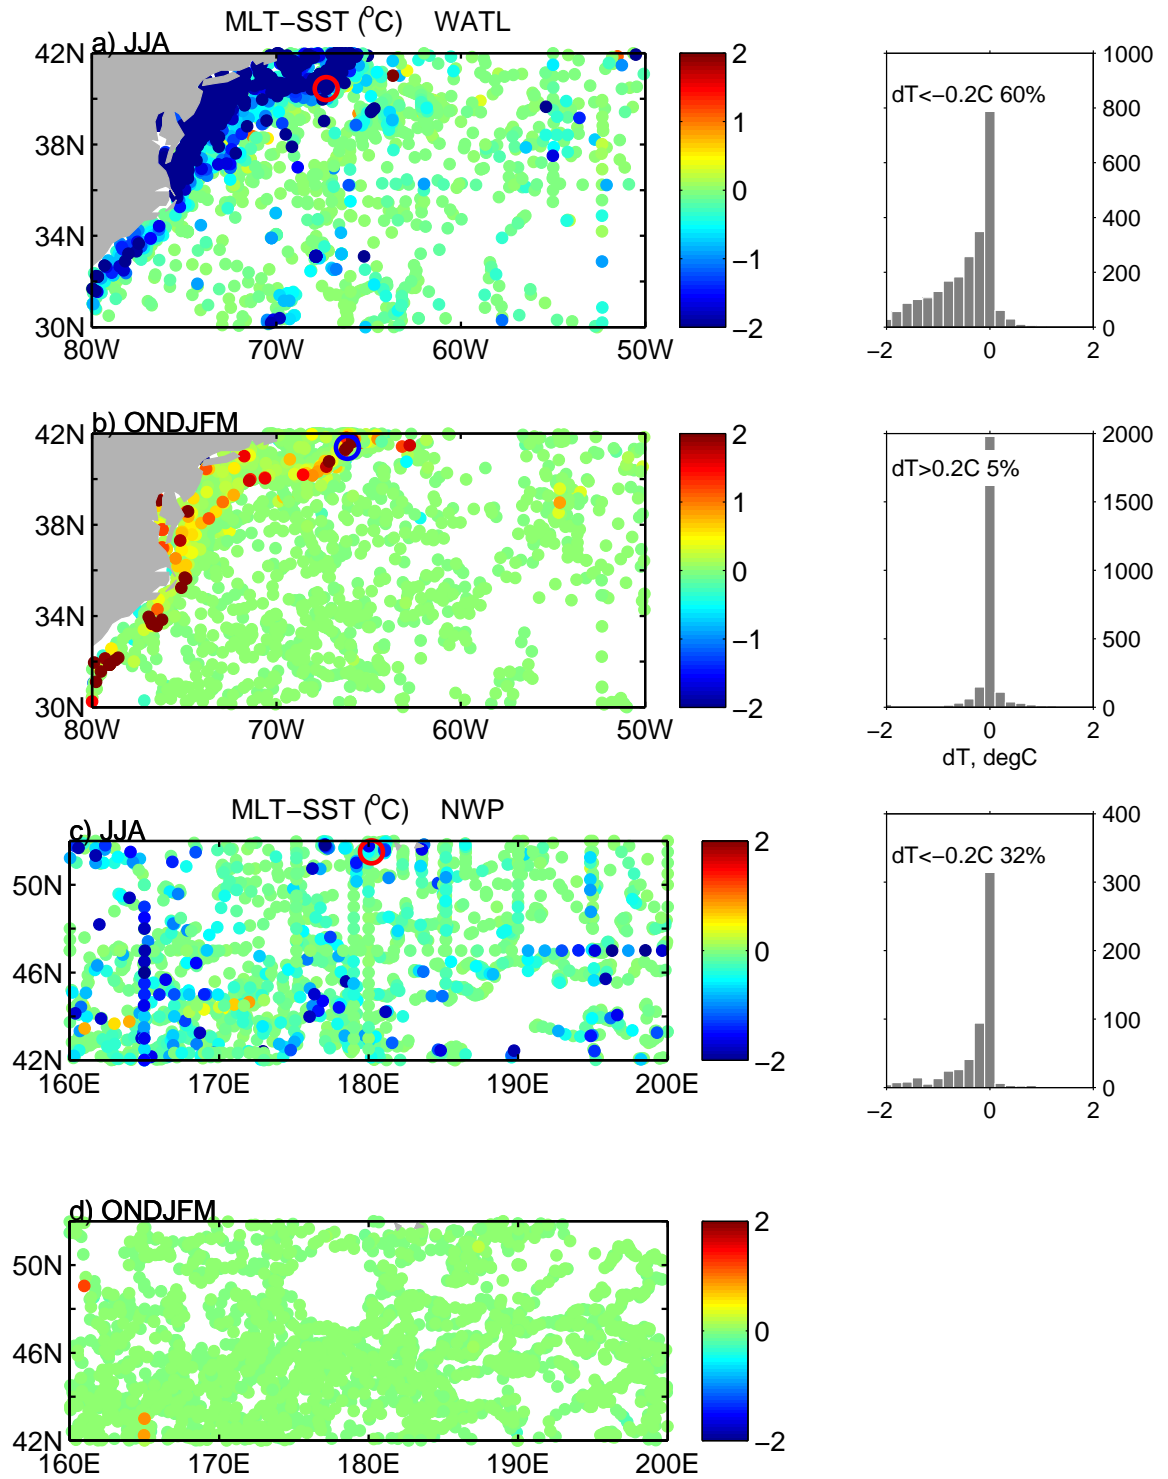 MLT−SST (°C) WATL
a) JJA
42N
38N
34N
30N
80W 70W 60W 50W
2
1
0
−1
−2
dT<−0.2C 60%
1000
800
600
400
200
0
−2 0 2
b) ONDJFM
42N
38N
34N
30N
80W 70W 60W 50W
2
1
0
−1
−2
dT>0.2C 5%
2000
1500
1000
500
0
−2 0 2
dT, degC
MLT−SST (°C) NWP
c) JJA
50N
46N
42N
160E 170E 180E 190E 200E
2
0
−2
dT<−0.2C 32%
400
300
200
100
0
−2 0 2
d) ONDJFM
50N
46N
42N
160E 170E 180E 190E 200E
2
0
−2